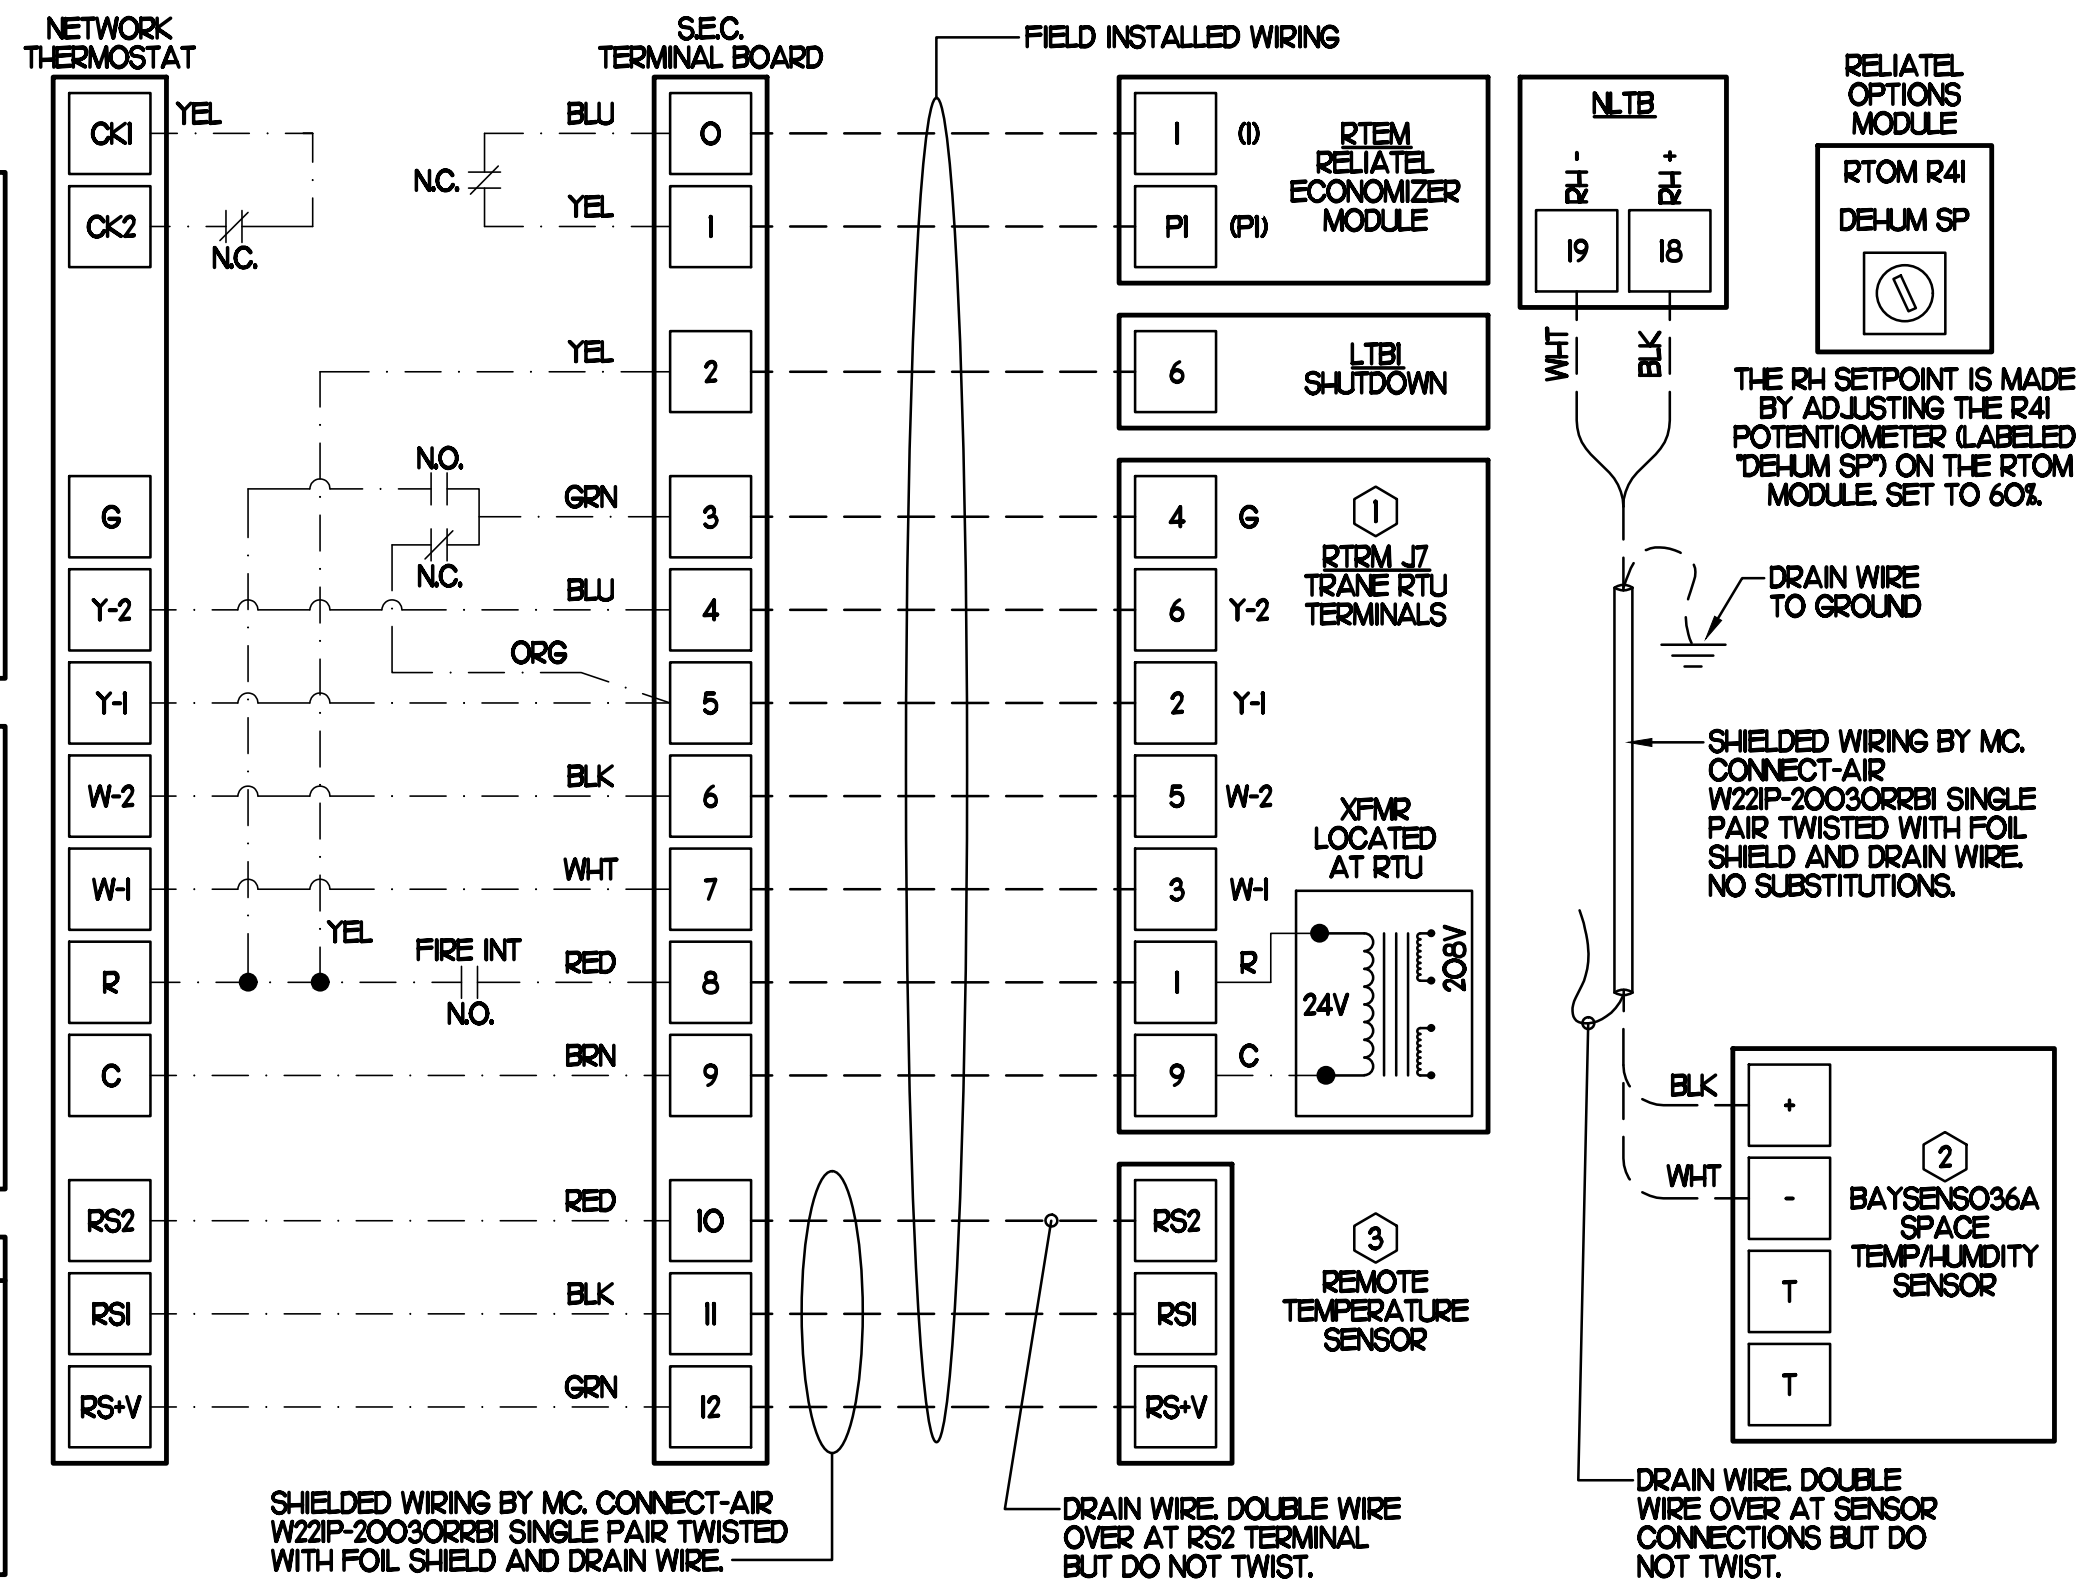 NETWORK
THERMOSTAT
CK1
CK2
G
Y-2
Y-1
W-2
W-1
R
C
RS2
RS1
RS+V
YEL
N.C.
N.C.
BLU
YEL
YEL
N.O.
N.C.
GRN
BLU
ORG
BLK
WHT
YEL
FIRE INT
N.O.
RED
BRN
RED
BLK
GRN
S.E.C.
TERMINAL BOARD
0
1
2
3
4
5
6
7
8
9
10
11
12
FIELD INSTALLED WIRING
1 (1)
P1 (P1)
RTEM
RELIATEL
ECONOMIZER
MODULE
6
LTB1
SHUTDOWN
4 G
6 Y-2
2 Y-1
5 W-2
3 W-1
1 R
9 C
1
RTRM J7
TRANE RTU
TERMINALS
XFMR
LOCATED
AT RTU
24V
208V
RS2
RS1
RS+V
3
REMOTE
TEMPERATURE
SENSOR
SHIELDED WIRING BY MC. CONNECT-AIR
W221P-20030RRB1 SINGLE PAIR TWISTED
WITH FOIL SHIELD AND DRAIN WIRE.
DRAIN WIRE. DOUBLE WIRE
OVER AT RS2 TERMINAL
BUT DO NOT TWIST.
NLTB
RH -
RH +
19
18
WHT
BLK
RELIATEL
OPTIONS
MODULE
RTOM R41
DEHUM SP
THE RH SETPOINT IS MADE
BY ADJUSTING THE R41
POTENTIOMETER (LABELED
"DEHUM SP") ON THE RTOM
MODULE. SET TO 60%.
DRAIN WIRE
TO GROUND
SHIELDED WIRING BY MC.
CONNECT-AIR
W221P-20030RRB1 SINGLE
PAIR TWISTED WITH FOIL
SHIELD AND DRAIN WIRE.
NO SUBSTITUTIONS.
BLK
WHT
+
-
T
T
2
BAYSENSO36A
SPACE
TEMP/HUMDITY
SENSOR
DRAIN WIRE. DOUBLE
WIRE OVER AT SENSOR
CONNECTIONS BUT DO
NOT TWIST.